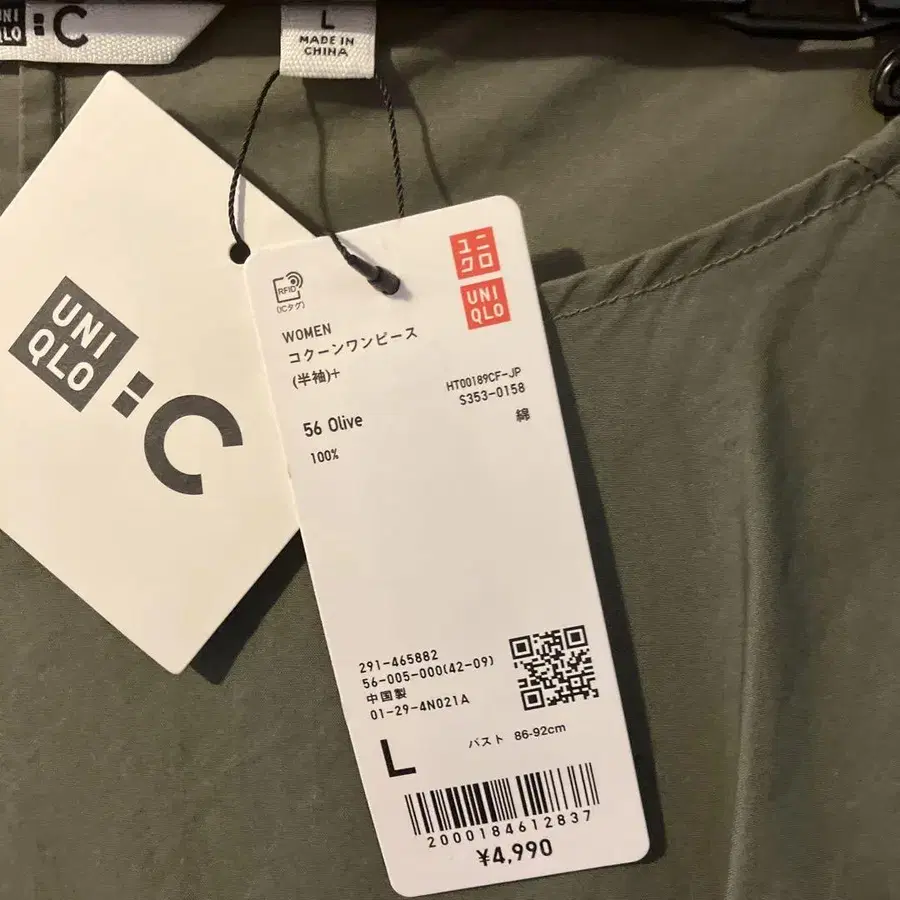 UNI
QLO
: C
L
MADE IN
CHINA
UNI
QLO
: C
RFID
(ICタグ)
ユニ
クロ
UNI
QLO
WOMEN
コクーンワンピース
(半袖)+
HT00189CF-JP
S353-0158
56 Olive
綿
100%
291-465882
56-005-000(42-09)
中国製
01-29-4N021A
L
バスト 86-92cm
2000184612837
¥4,990